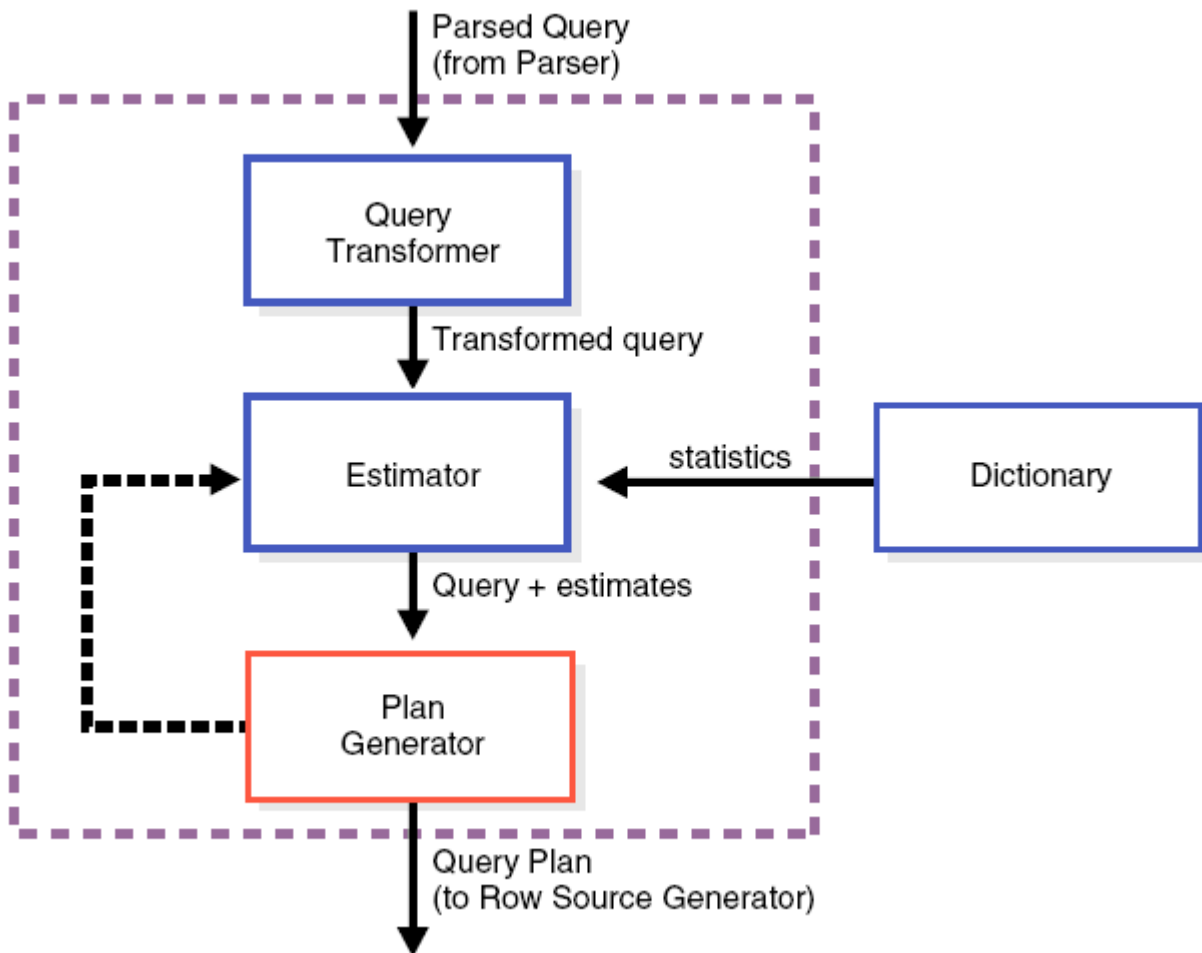 Parsed Query
(from Parser)
Query
Transformer
Transformed query
Estimator
statistics
Dictionary
Query + estimates
Plan
Generator
Query Plan
(to Row Source Generator)